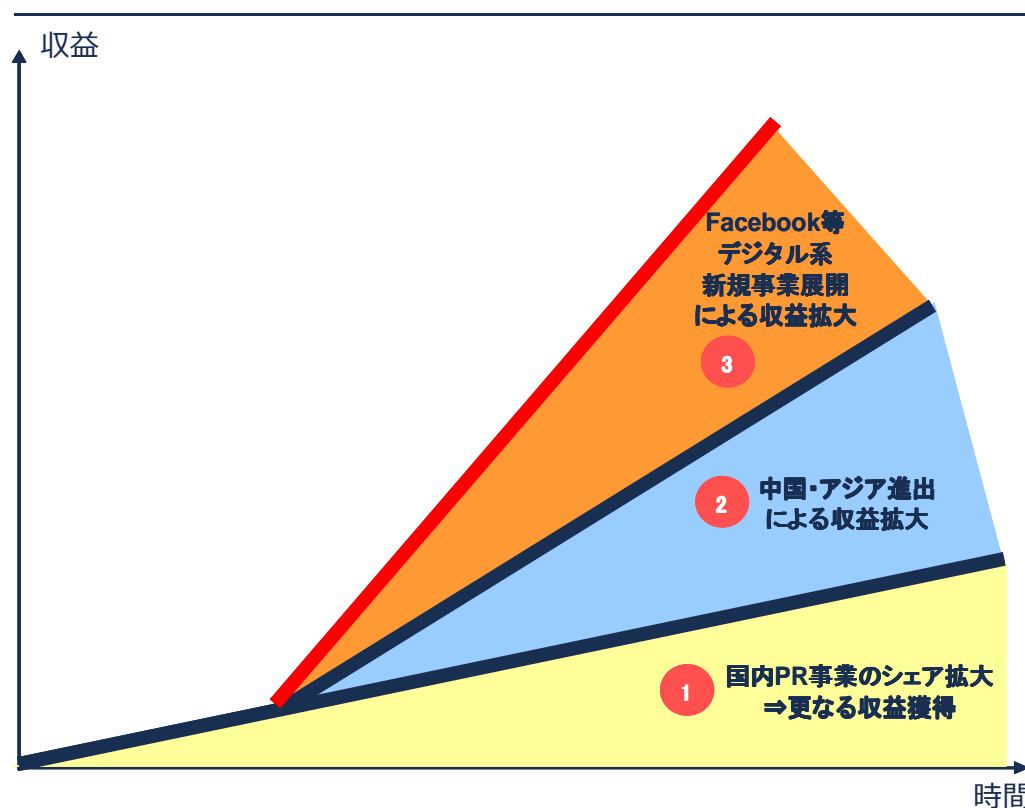 収益
Facebook等
デジタル系
新規事業展開
による収益拡大
3
2
中国・アジア進出
による収益拡大
1
国内PR事業のシェア拡大
⇒更なる収益獲得
時間